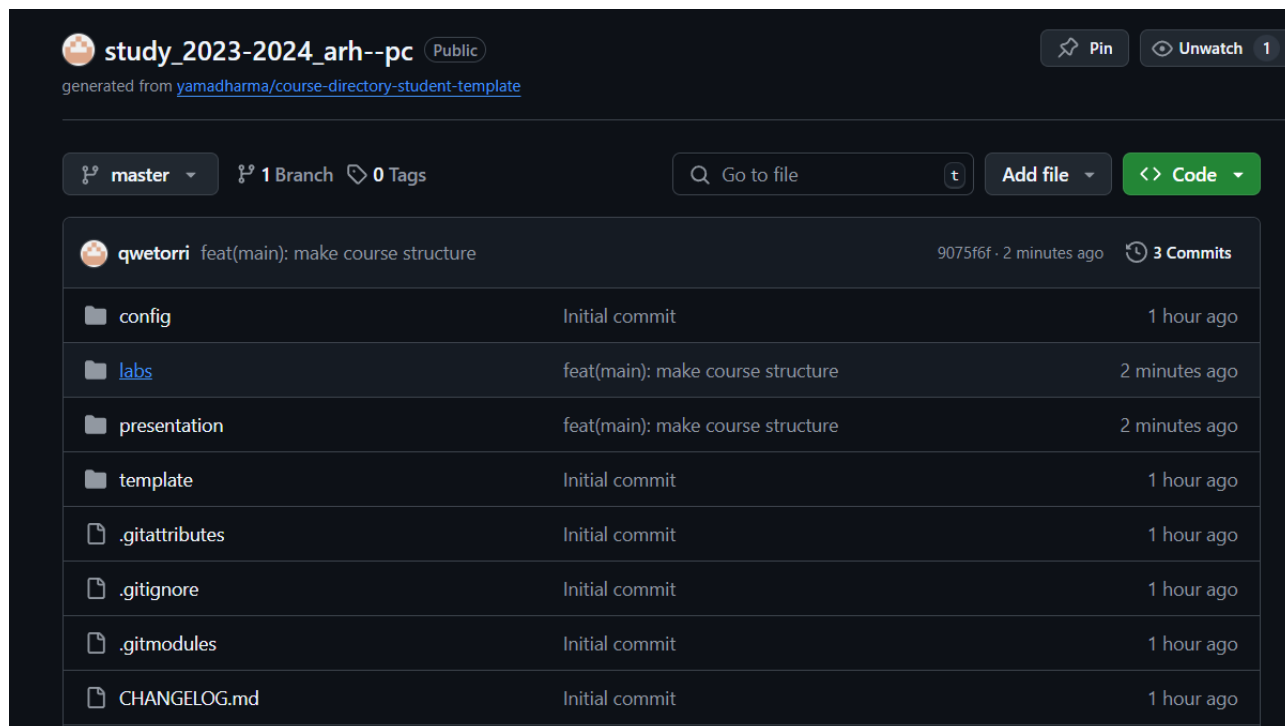 study_2023-2024_arh--pc Public Pin Unwatch 1
generated from yamadharma/course-directory-student-template
master 1 Branch 0 Tags Go to file t Add file <> Code
qwetorri feat(main): make course structure 9075f6f · 2 minutes ago 3 Commits
config Initial commit 1 hour ago
labs feat(main): make course structure 2 minutes ago
presentation feat(main): make course structure 2 minutes ago
template Initial commit 1 hour ago
.gitattributes Initial commit 1 hour ago
.gitignore Initial commit 1 hour ago
.gitmodules Initial commit 1 hour ago
CHANGELOG.md Initial commit 1 hour ago